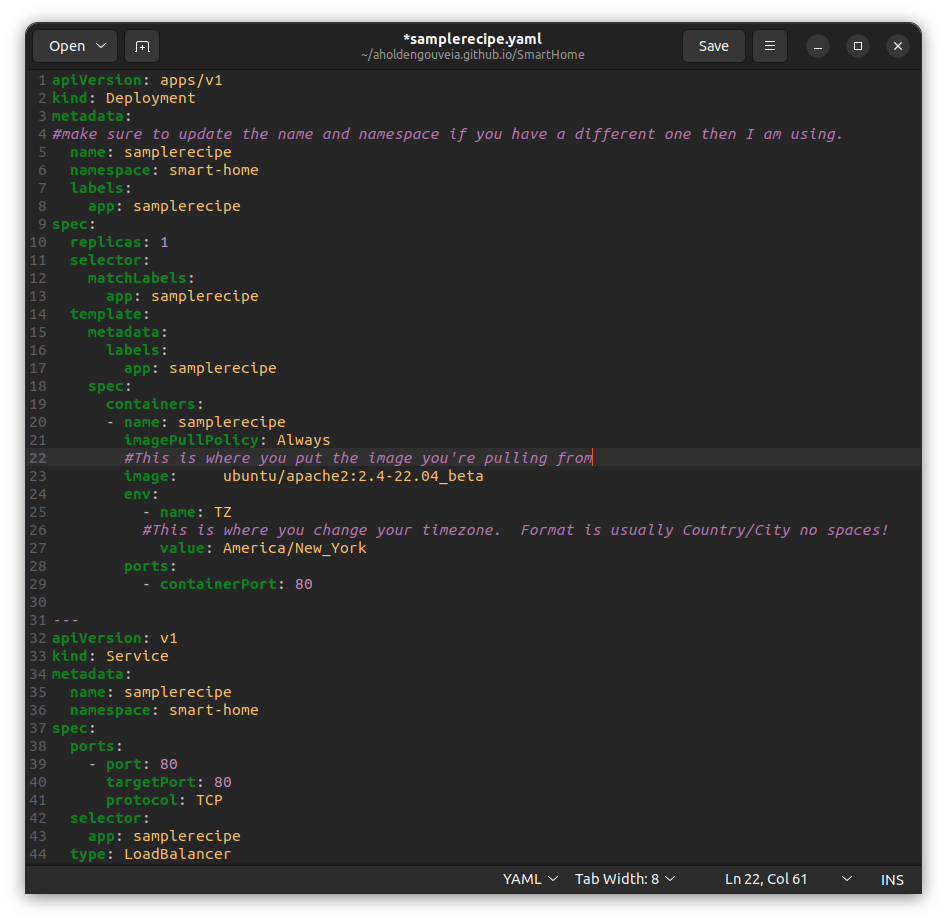 Open
*samplerecipe.yaml
~/aholdengouveia.github.io/SmartHome
Save
1 apiVersion: apps/v1
2 kind: Deployment
3 metadata:
4 #make sure to update the name and namespace if you have a different one then I am using.
5   name: samplerecipe
6   namespace: smart-home
7   labels:
8     app: samplerecipe
9 spec:
10   replicas: 1
11   selector:
12     matchLabels:
13       app: samplerecipe
14   template:
15     metadata:
16       labels:
17         app: samplerecipe
18     spec:
19       containers:
20       - name: samplerecipe
21         imagePullPolicy: Always
22         #This is where you put the image you're pulling from
23         image:     ubuntu/apache2:2.4-22.04_beta
24         env:
25           - name: TZ
26           #This is where you change your timezone.  Format is usually Country/City no spaces!
27             value: America/New_York
28         ports:
29           - containerPort: 80
30
31 ---
32 apiVersion: v1
33 kind: Service
34 metadata:
35   name: samplerecipe
36   namespace: smart-home
37 spec:
38   ports:
39     - port: 80
40       targetPort: 80
41       protocol: TCP
42   selector:
43     app: samplerecipe
44   type: LoadBalancer
YAML Tab Width: 8 Ln 22, Col 61 INS